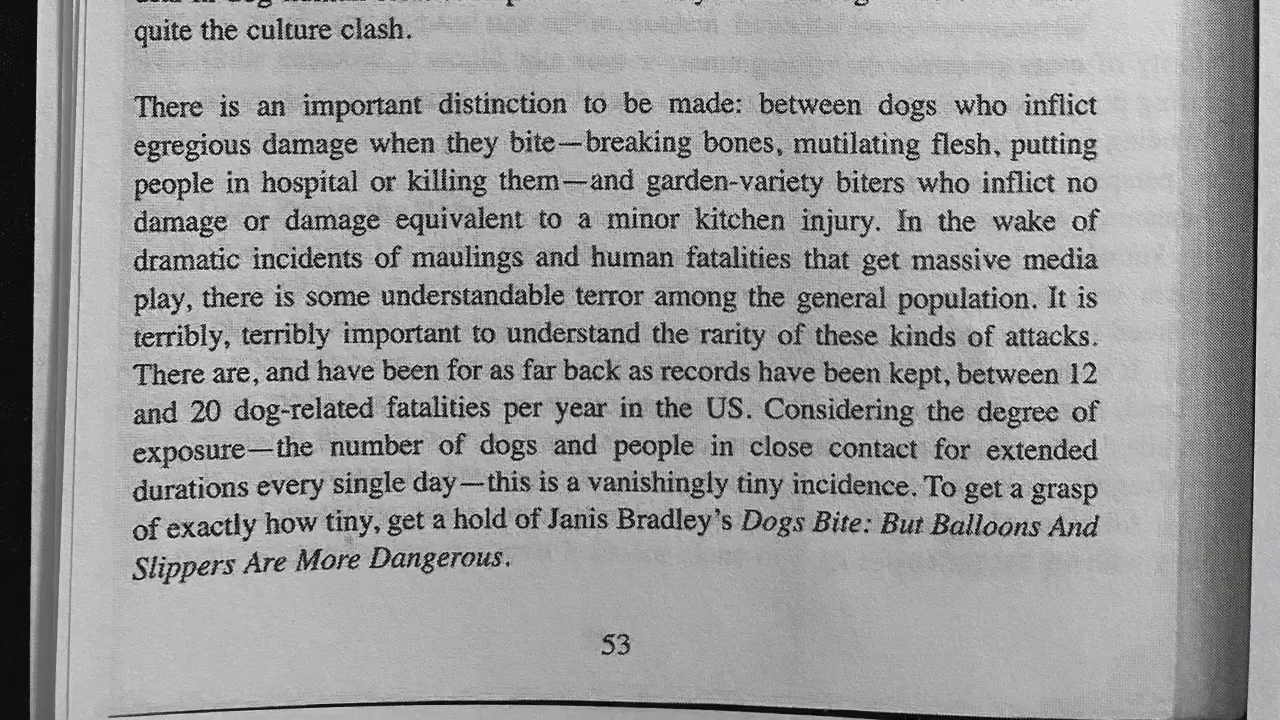 quite the culture clash.
There is an important distinction to be made: between dogs who inflict
egregious damage when they bite—breaking bones, mutilating flesh, putting
people in hospital or killing them—and garden-variety biters who inflict no
damage or damage equivalent to a minor kitchen injury. In the wake of
dramatic incidents of maulings and human fatalities that get massive media
play, there is some understandable terror among the general population. It is
terribly, terribly important to understand the rarity of these kinds of attacks.
There are, and have been for as far back as records have been kept, between 12
and 20 dog-related fatalities per year in the US. Considering the degree of
exposure—the number of dogs and people in close contact for extended
durations every single day—this is a vanishingly tiny incidence. To get a grasp
of exactly how tiny, get a hold of Janis Bradley's Dogs Bite: But Balloons And
Slippers Are More Dangerous.
53